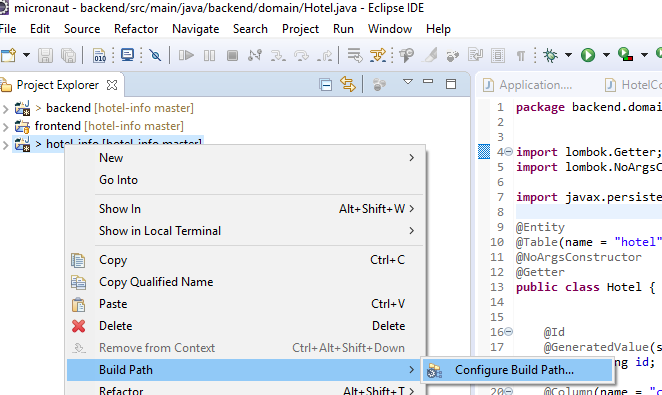 micronaut - backend/src/main/java/backend/domain/Hotel.java - Eclipse IDE
File Edit Source Refactor Navigate Search Project Run Window Help
Project Explorer
Application....
HotelCo
> backend [hotel-info master]
frontend [hotel-info master]
> hotel-info [hotel-info master]
New
Go Into
Show In Alt+Shift+W >
Show in Local Terminal >
Copy Ctrl+C
Copy Qualified Name
Paste Ctrl+V
Delete Delete
Remove from Context Ctrl+Alt+Shift+Down
Build Path >
Refactor Alt+Shift+T >
Configure Build Path...
1 package backend.domai
2
3
4 import lombok.Getter;
5 import lombok.NoArgsC
6
7 import javax.persiste
8
9 @Entity
10 @Table(name = "hotel"
11 @NoArgsConstructor
12 @Getter
13 public class Hotel {
14
15
16 @Id
@GeneratedValue(s
ng id;
20 @Column(name = "c